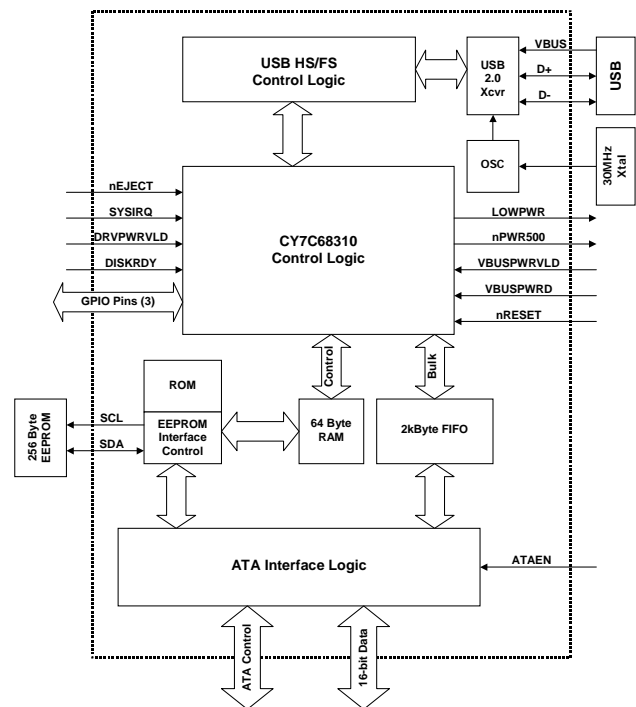 USB HS/FS
Control Logic
USB
2.0
Xcvr
VBUS
D+
D-
USB
OSC
30MHz
Xtal
nEJECT
SYSIRQ
DRVPWRVLD
DISKRDY
GPIO Pins (3)
CY7C68310
Control Logic
LOWPWR
nPWR500
VBUSPWRVLD
VBUSPWRD
nRESET
Control
Bulk
ROM
EEPROM
Interface
Control
256 Byte
EEPROM
SCL
SDA
64 Byte
RAM
2kByte FIFO
ATA Interface Logic
ATAEN
ATA Control
16-bit Data